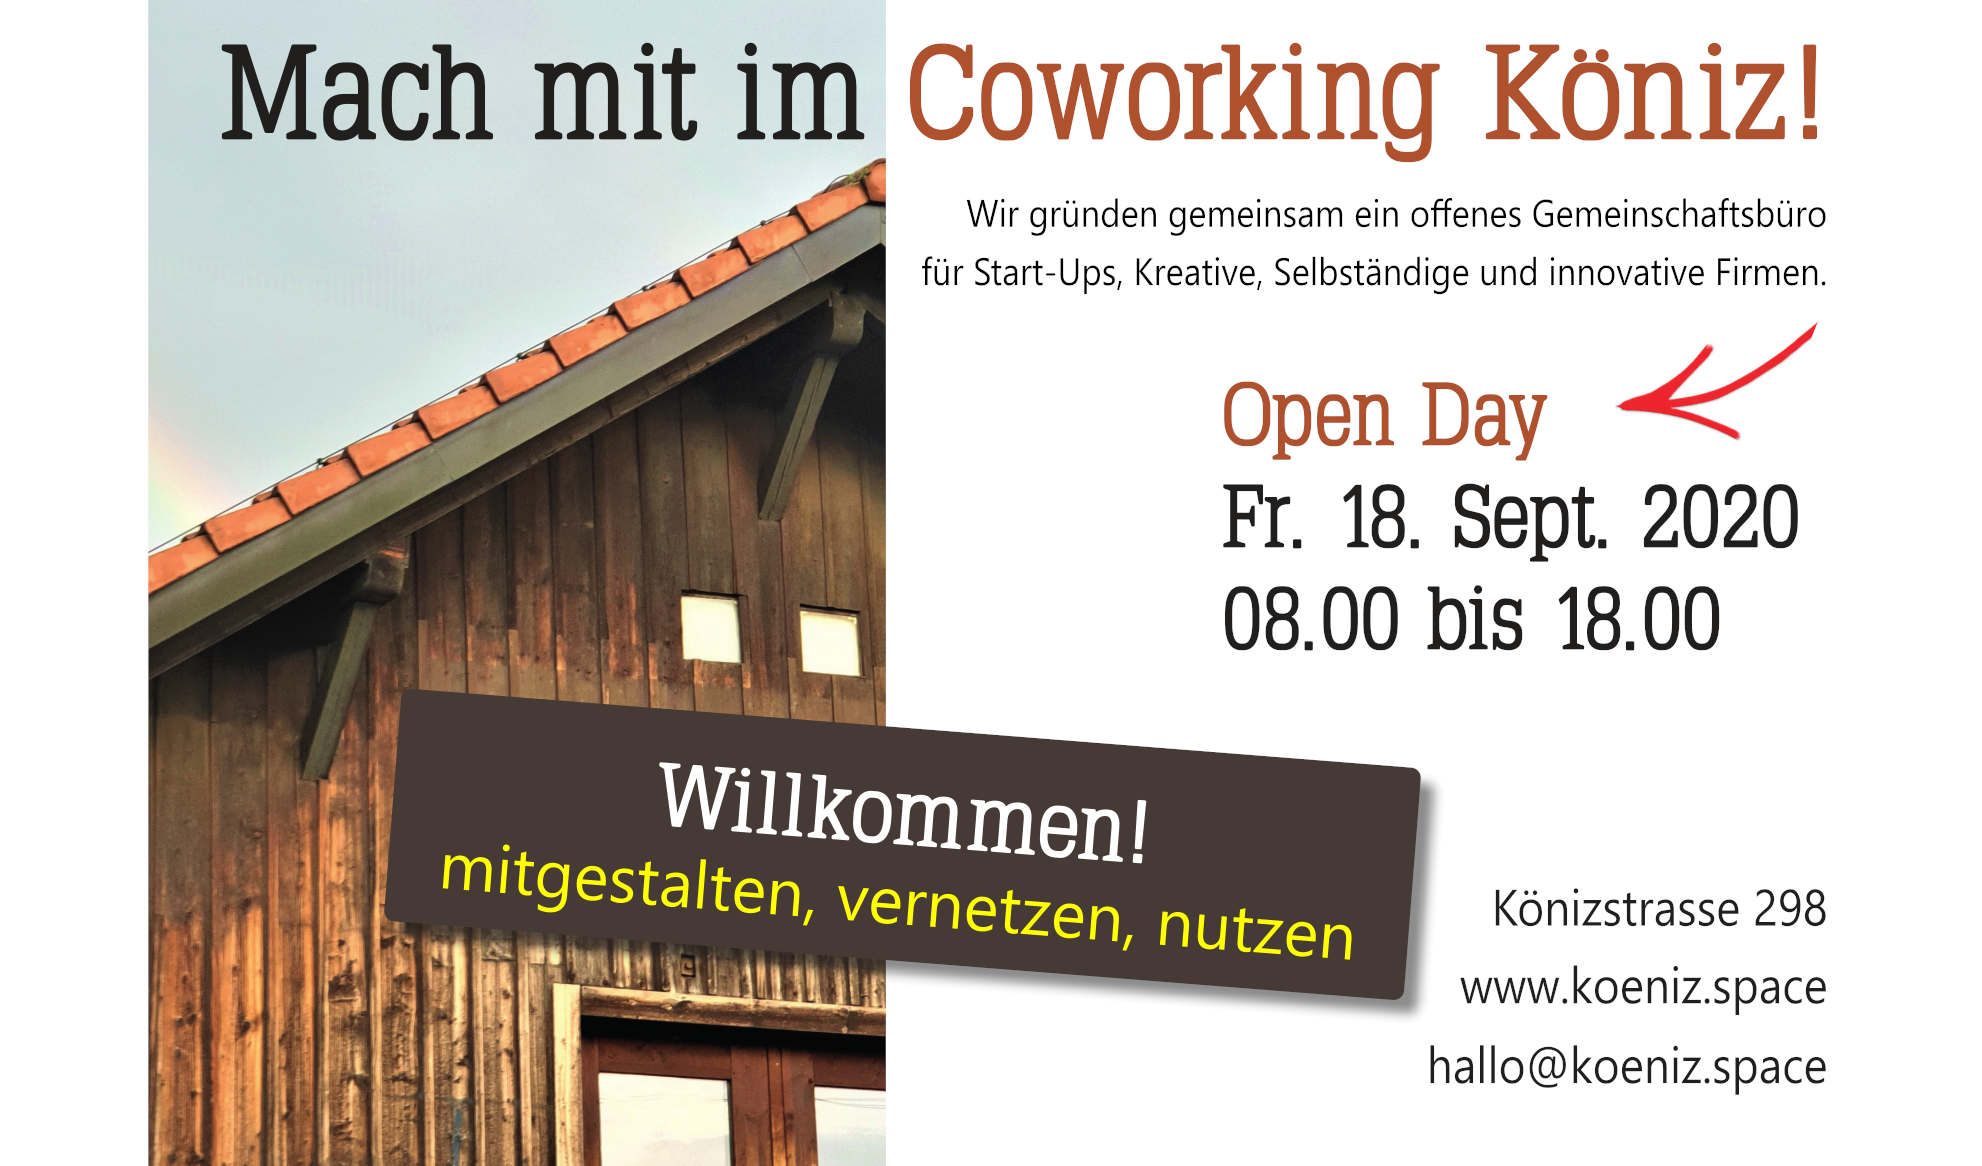 Mach mit im Coworking Köniz!
Wir gründen gemeinsam ein offenes Gemeinschaftsbüro
für Start-Ups, Kreative, Selbständige und innovative Firmen.
Open Day
Fr. 18. Sept. 2020
08.00 bis 18.00
Willkommen!
mitgestalten, vernetzen, nutzen
Könizstrasse 298
www.koeniz.space
hallo@koeniz.space